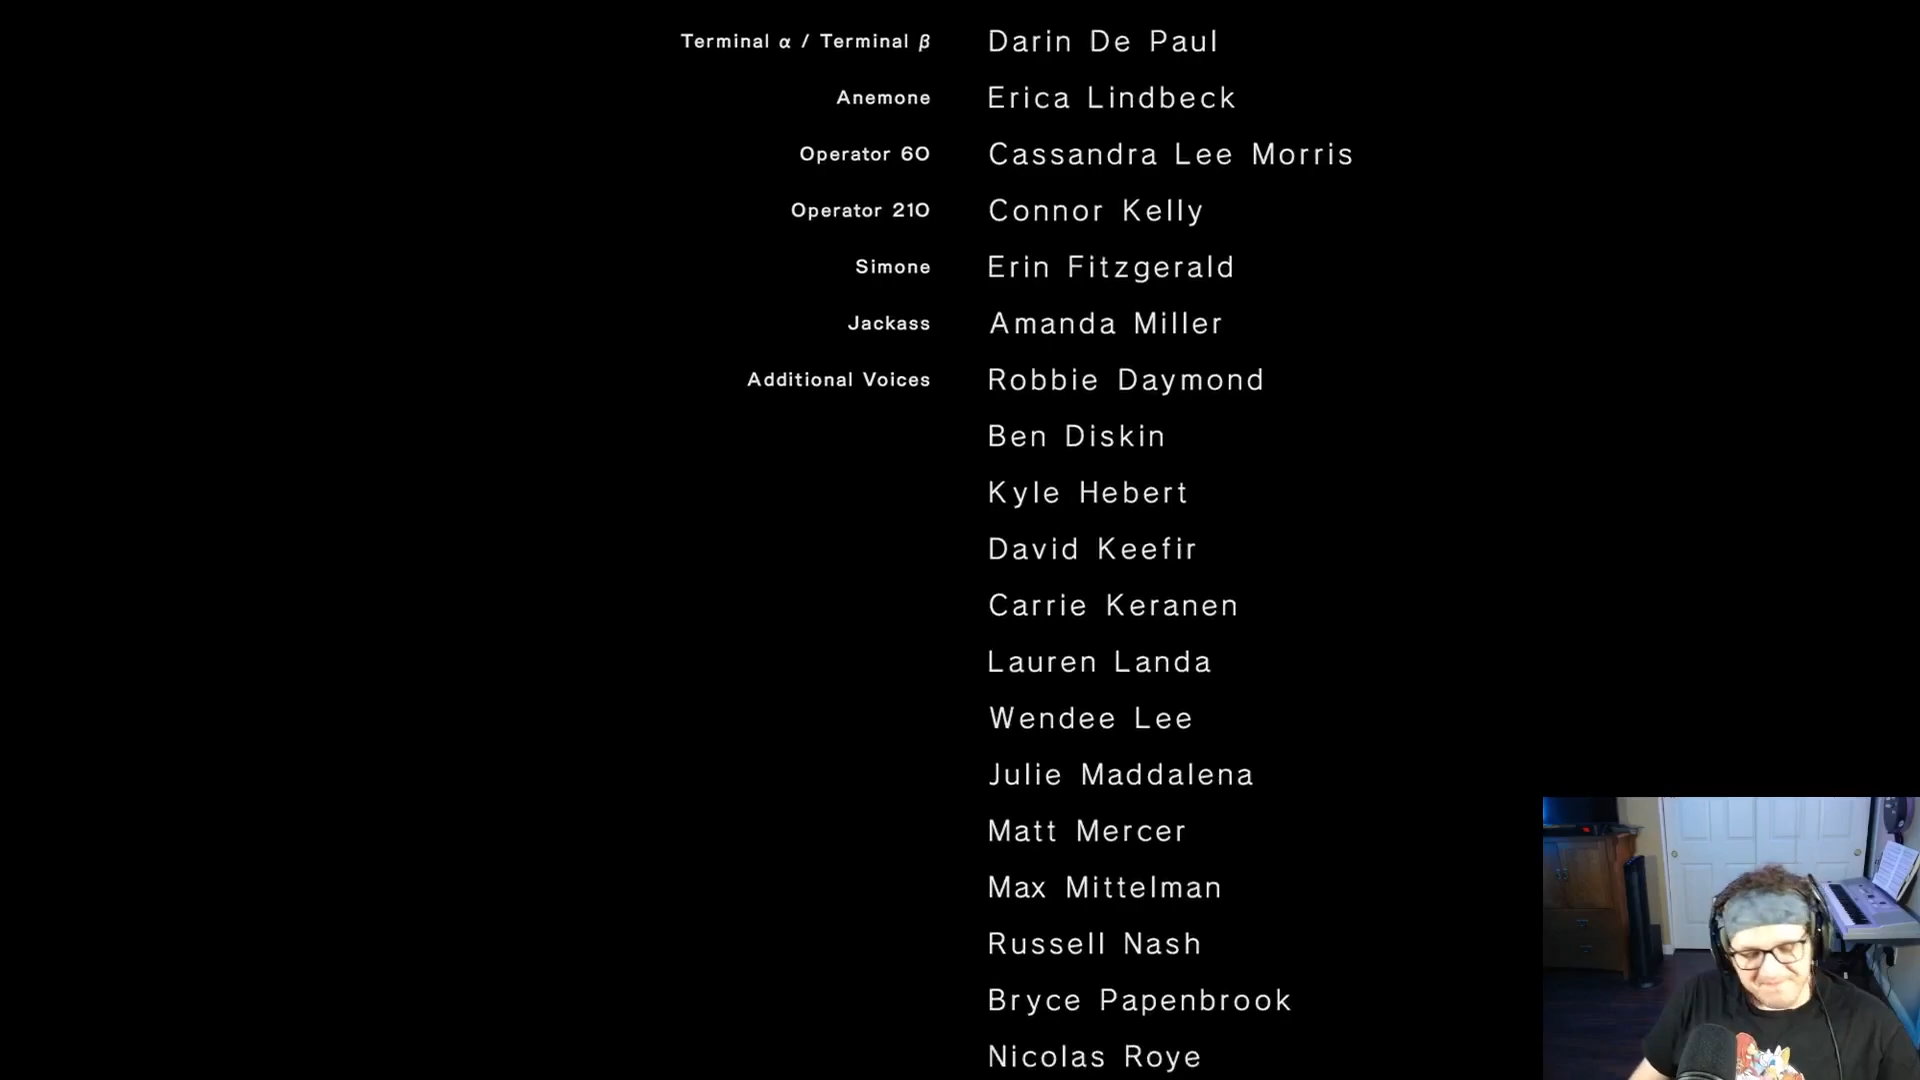 Terminal α / Terminal β Darin De Paul
Anemone Erica Lindbeck
Operator 6O Cassandra Lee Morris
Operator 21O Connor Kelly
Simone Erin Fitzgerald
Jackass Amanda Miller
Additional Voices Robbie Daymond
Ben Diskin
Kyle Hebert
David Keefir
Carrie Keranen
Lauren Landa
Wendee Lee
Julie Maddalena
Matt Mercer
Max Mittelman
Russell Nash
Bryce Papenbrook
Nicolas Roye